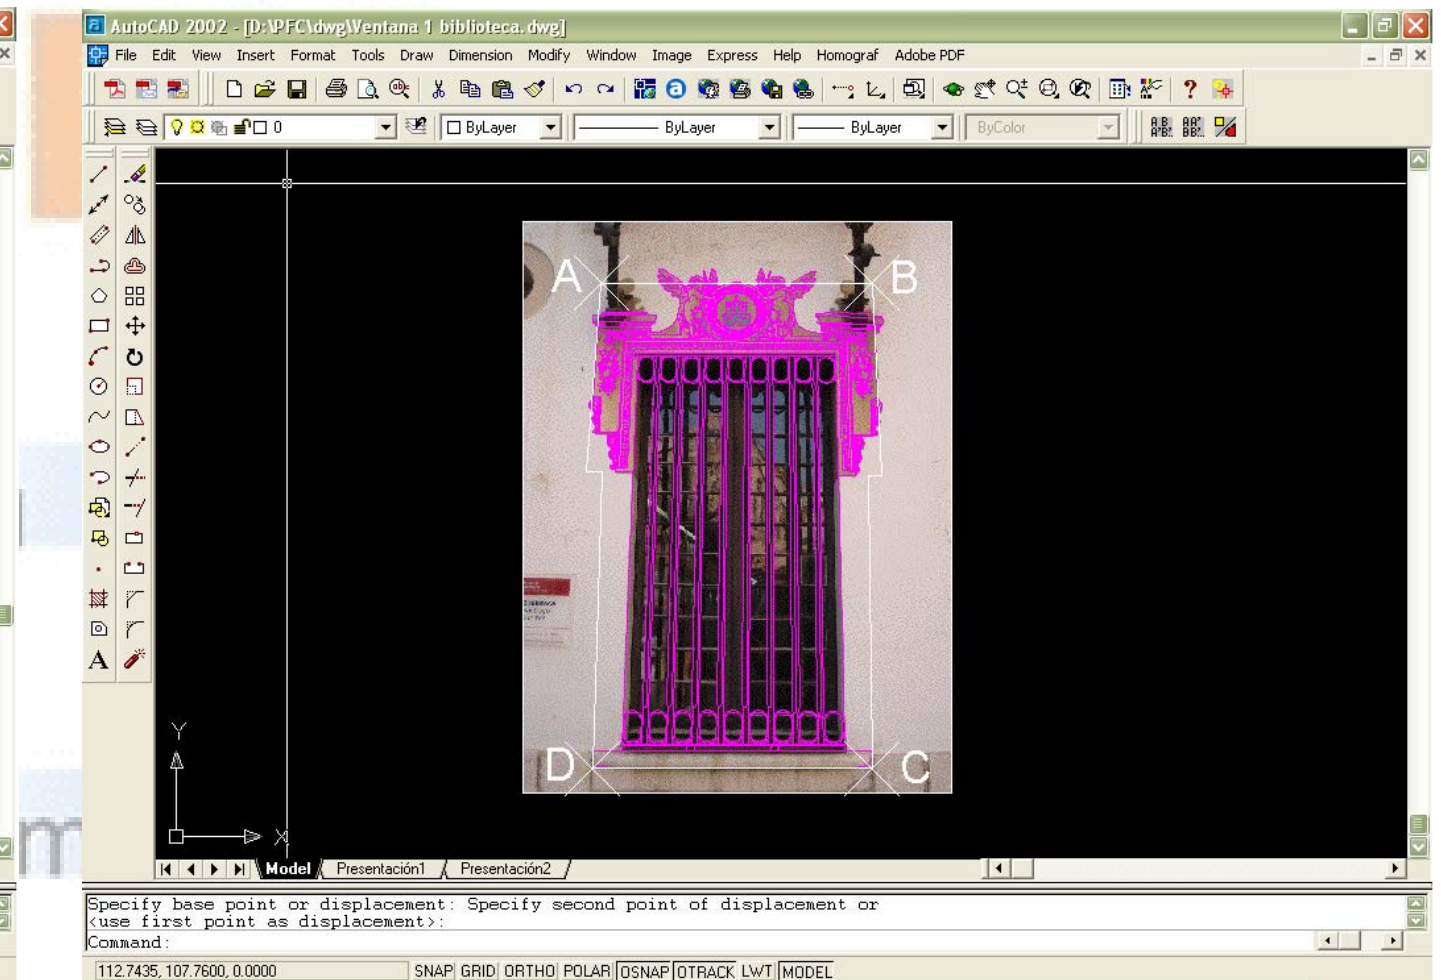 AutoCAD 2002 - [D:\PFC\dwg\Ventana 1 biblioteca.dwg]
File Edit View Insert Format Tools Draw Dimension Modify Window Image Express Help Homograf Adobe PDF
0 ByLayer ByLayer ByLayer ByColor
A B
D C
Y
X
Model Presentación1 Presentación2
Specify base point or displacement: Specify second point of displacement or
<use first point as displacement>:
Command:
112.7435, 107.7600, 0.0000 SNAP GRID ORTHO POLAR OSNAP OTRACK LWT MODEL